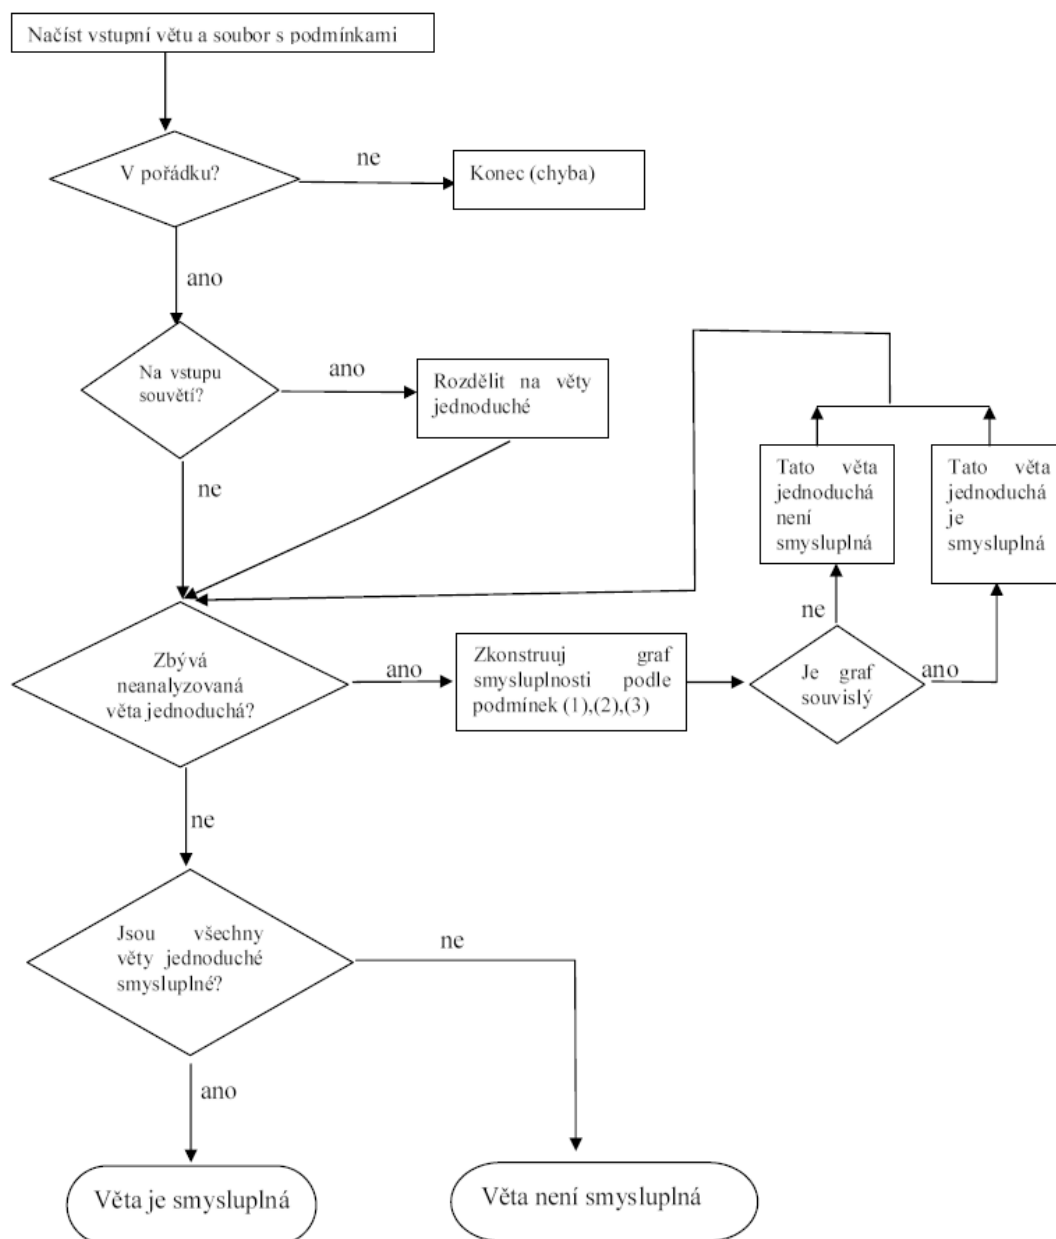 Načíst vstupní větu a soubor s podmínkami
V pořádku?
ne
Konec (chyba)
ano
Na vstupu
souvětí?
ano
Rozdělit na věty
jednoduché
ne
Tato věta
jednoduchá
není
smysluplná
Tato věta
jednoduchá
je
smysluplná
ne
Zbývá
neanalyzovaná
věta jednoduchá?
ano
Zkonstruuj graf
smysluplnosti podle
podmínek (1),(2),(3)
Je graf
souvislý
ano
ne
Jsou všechny
věty jednoduché
smysluplné?
ne
ano
Věta je smysluplná
Věta není smysluplná